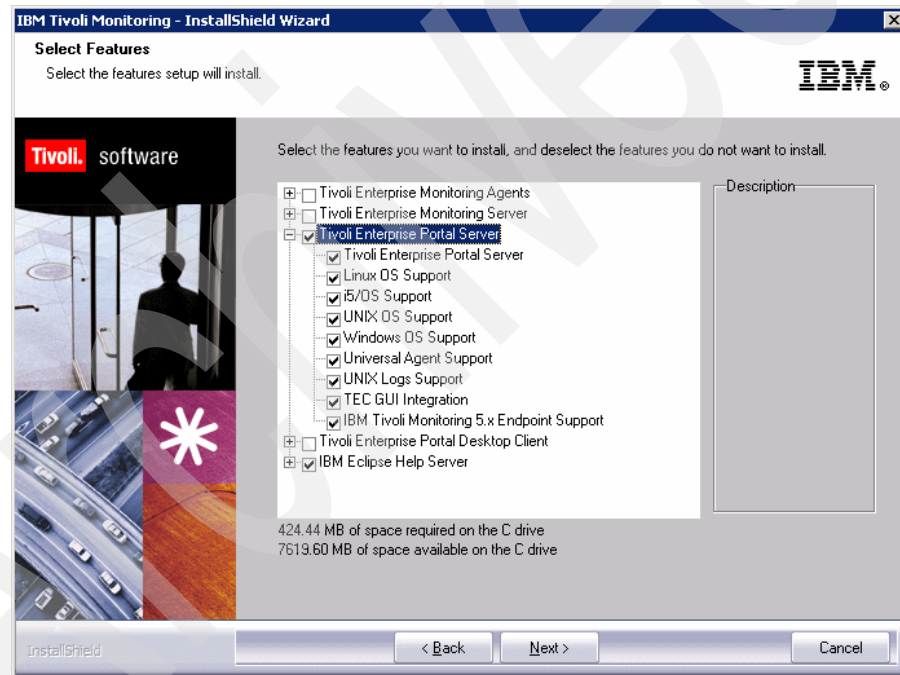 IBM Tivoli Monitoring - InstallShield Wizard
Select Features
Select the features setup will install.
IBM®
Tivoli. software
Select the features you want to install, and deselect the features you do not want to install.
Tivoli Enterprise Monitoring Agents
Tivoli Enterprise Monitoring Server
Tivoli Enterprise Portal Server
Tivoli Enterprise Portal Server
Linux OS Support
i5/OS Support
UNIX OS Support
Windows OS Support
Universal Agent Support
UNIX Logs Support
TEC GUI Integration
IBM Tivoli Monitoring 5.x Endpoint Support
Tivoli Enterprise Portal Desktop Client
IBM Eclipse Help Server
Description
424.44 MB of space required on the C drive
7619.60 MB of space available on the C drive
InstallShield
< Back
Next >
Cancel